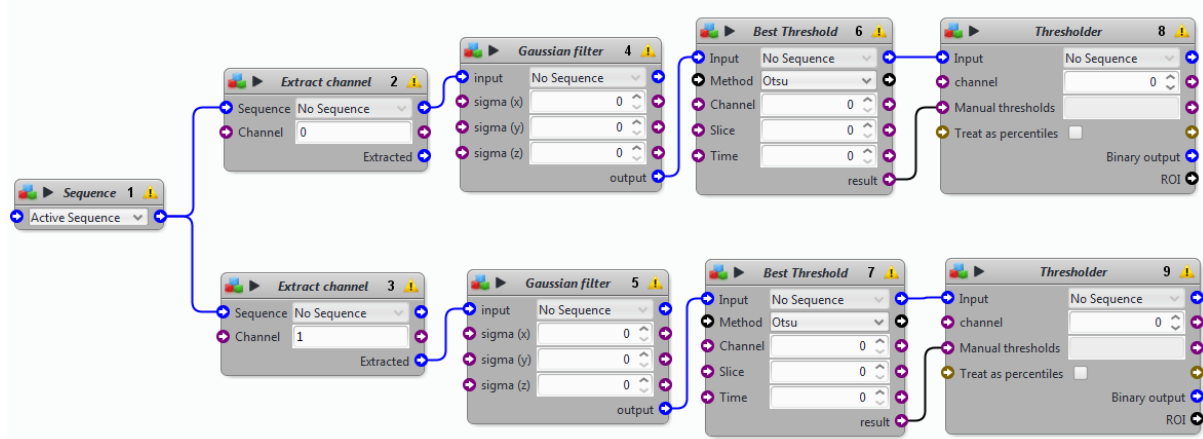 Sequence 1
Active Sequence
Extract channel 2
Sequence No Sequence
Channel 0
Extracted
Gaussian filter 4
input No Sequence
sigma (x) 0
sigma (y) 0
sigma (z) 0
output
Best Threshold 6
Input No Sequence
Method Otsu
Channel 0
Slice 0
Time 0
result
Thresholder 8
Input No Sequence
channel 0
Manual thresholds
Treat as percentiles
Binary output
ROI
Extract channel 3
Sequence No Sequence
Channel 1
Extracted
Gaussian filter 5
input No Sequence
sigma (x) 0
sigma (y) 0
sigma (z) 0
output
Best Threshold 7
Input No Sequence
Method Otsu
Channel 0
Slice 0
Time 0
result
Thresholder 9
Input No Sequence
channel 0
Manual thresholds
Treat as percentiles
Binary output
ROI